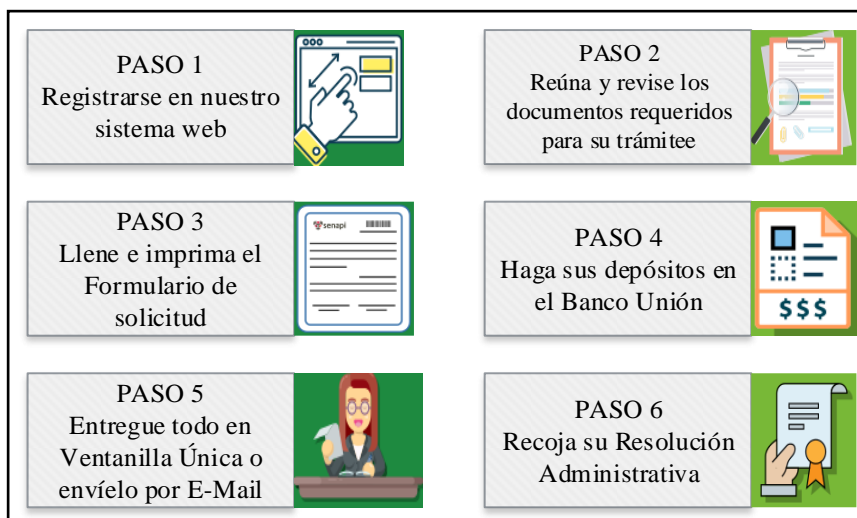 PASO 1
Registrarse en nuestro
sistema web
PASO 2
Reúna y revise los
documentos requeridos
para su trámitee
PASO 3
Llene e imprima el
Formulario de
solicitud
senapi
PASO 4
Haga sus depósitos en
el Banco Unión
$$$
PASO 5
Entregue todo en
Ventanilla Única o
envíelo por E-Mail
PASO 6
Recoja su Resolución
Administrativa